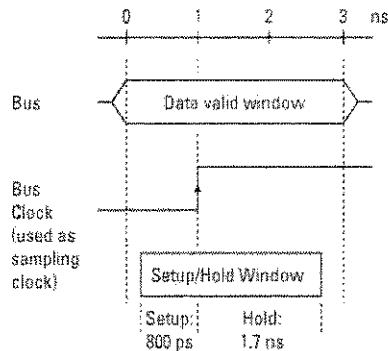 0 1 2 3 ns
Bus Data valid window
Bus
Clock
(used as
sampling
clock)
Setup/Hold Window
Setup: Hold:
800 ps 1.7 ns